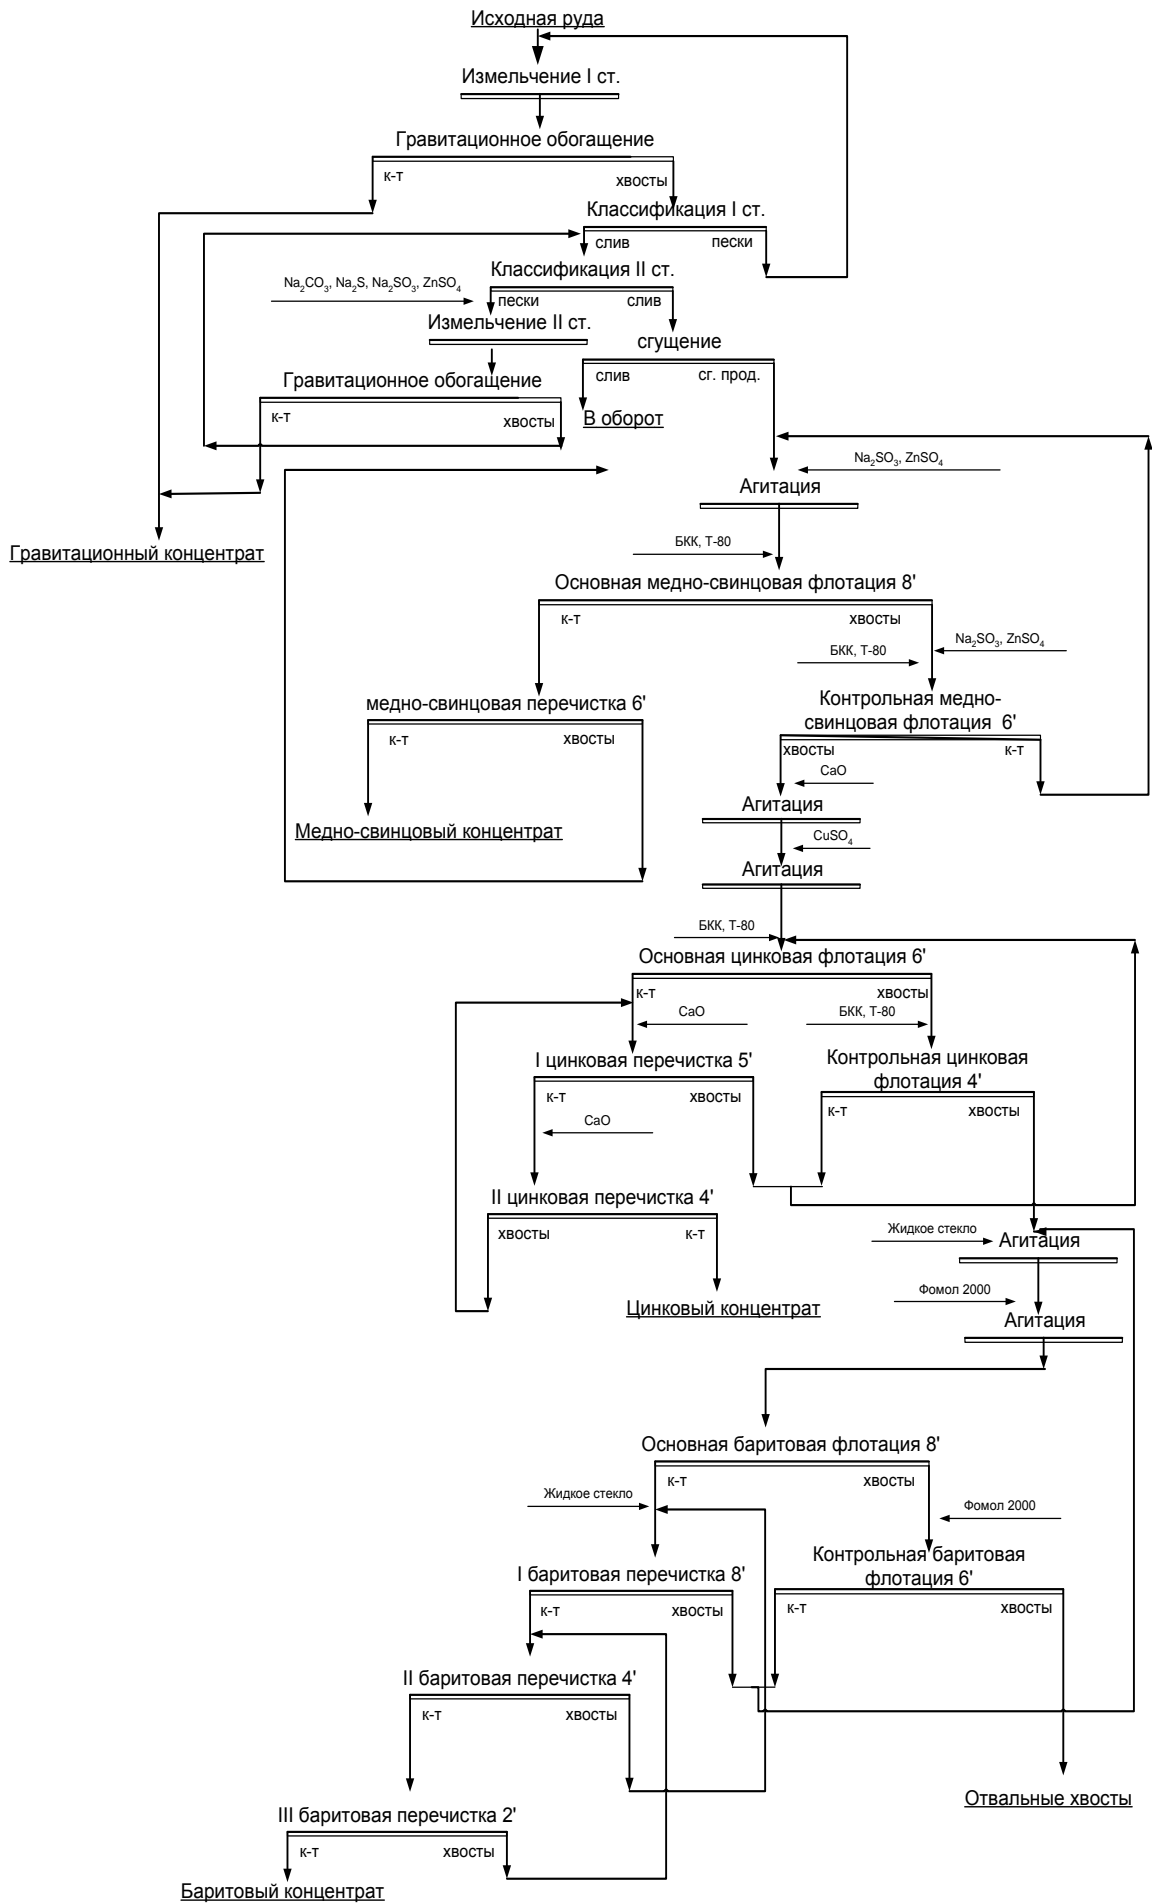 Исходная руда
Измельчение I ст.
Гравитационное обогащение
к-т
хвосты
Классификация I ст.
слив
пески
Классификация II ст.
Na2CO3, Na2S, Na2SO3, ZnSO4
пески
слив
Измельчение II ст.
сгущение
слив
сг. прод.
Гравитационное обогащение
к-т
хвосты
В оборот
Na2SO3, ZnSO4
Агитация
Гравитационный концентрат
БКК, Т-80
Основная медно-свинцовая флотация 8'
к-т
хвосты
Na2SO3, ZnSO4
БКК, Т-80
медно-свинцовая перечистка 6'
Контрольная медно-
свинцовая флотация 6'
к-т
хвосты
хвосты
к-т
CaO
Агитация
Медно-свинцовый концентрат
CuSO4
Агитация
БКК, Т-80
Основная цинковая флотация 6'
к-т
хвосты
CaO
БКК, Т-80
I цинковая перечистка 5'
Контрольная цинковая
флотация 4'
к-т
хвосты
к-т
хвосты
CaO
II цинковая перечистка 4'
хвосты
к-т
Жидкое стекло
Агитация
Цинковый концентрат
Фомол 2000
Агитация
Основная баритовая флотация 8'
к-т
хвосты
Жидкое стекло
Фомол 2000
I баритовая перечистка 8'
Контрольная баритовая
флотация 6'
к-т
хвосты
к-т
хвосты
II баритовая перечистка 4'
к-т
хвосты
Отвальные хвосты
III баритовая перечистка 2'
к-т
хвосты
Баритовый концентрат